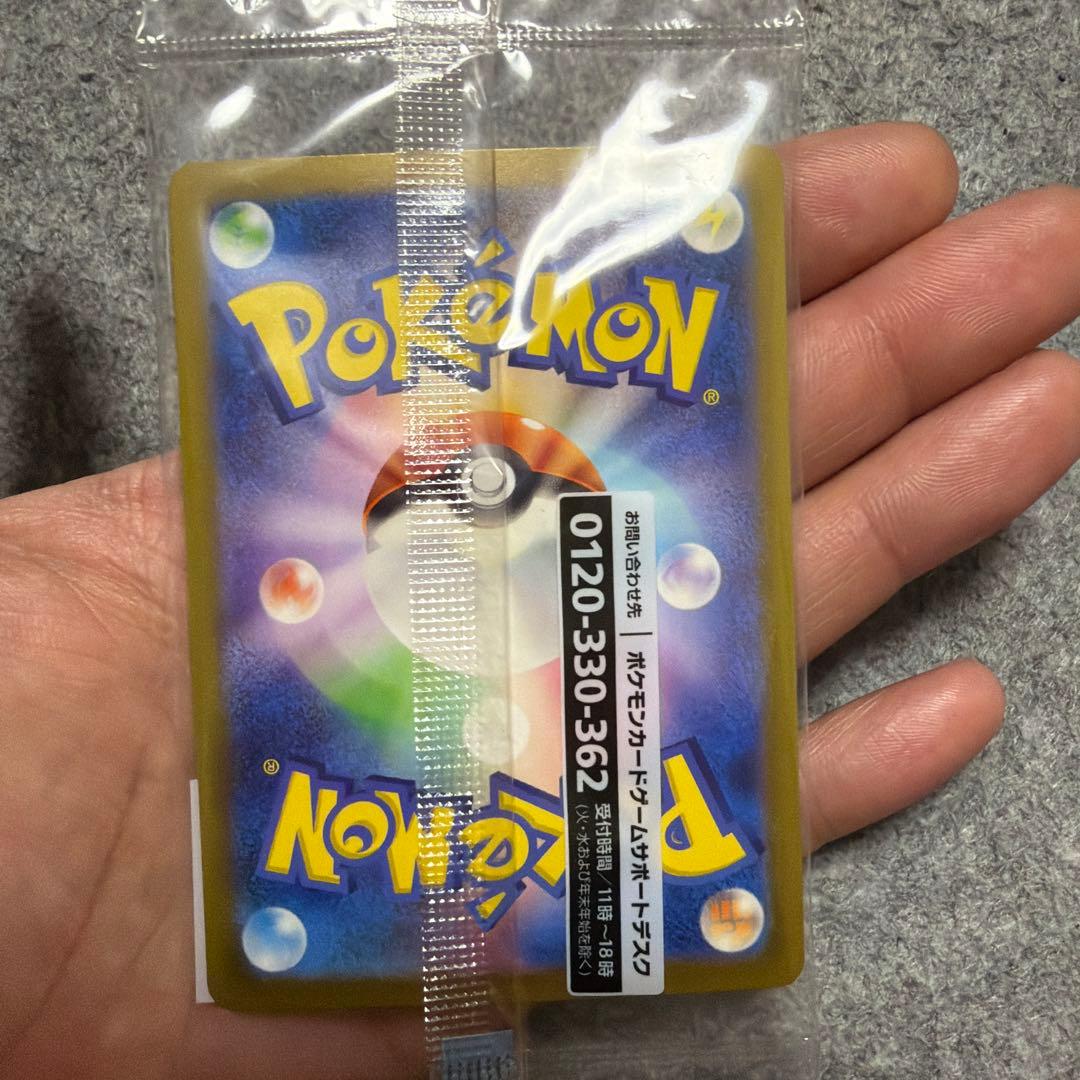 POKéMON
®
お問い合わせ先 | ポケモンカードゲームサポートデスク
0120-330-362 受付時間/11時~18時
(火・水および年末年始を除く)
POKéMON
®